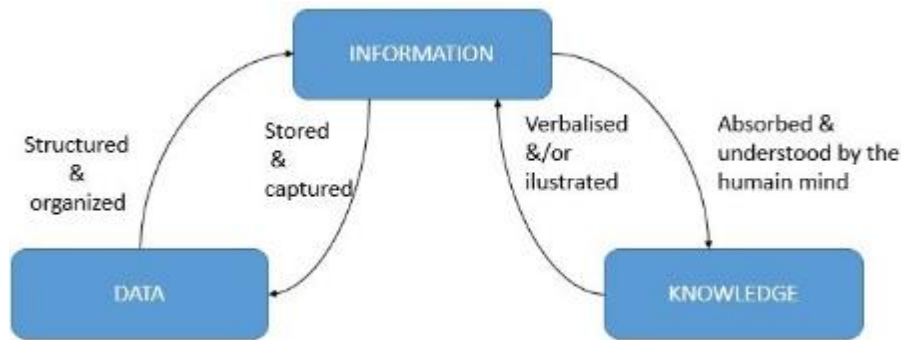 INFORMATION
Structured
&
organized
Stored
&
captured
Verbalised
&/or
ilustrated
Absorbed &
understood by the
humain mind
DATA
KNOWLEDGE